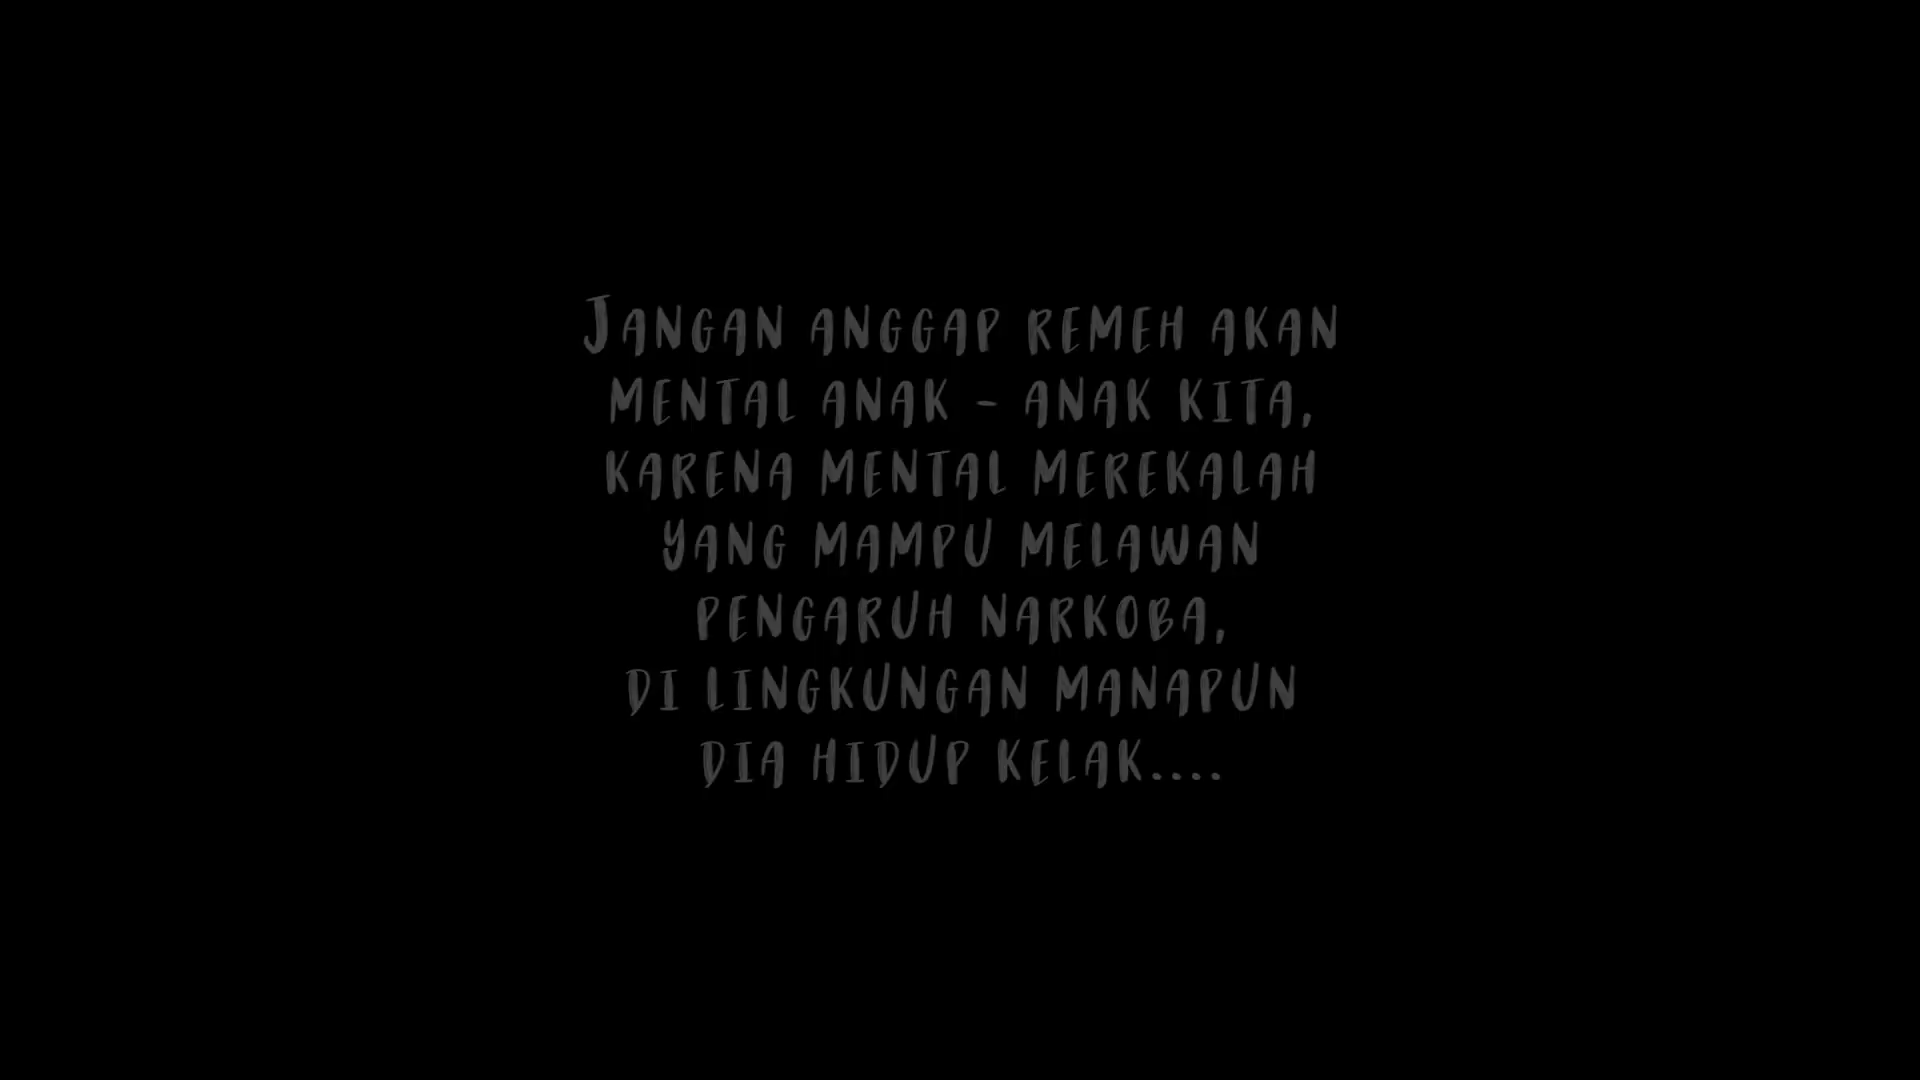 Jangan anggap remeh akan
mental anak - anak kita,
karena mental merekalah
yang mampu melawan
pengaruh narkoba,
di lingkungan manapun
dia hidup kelak....